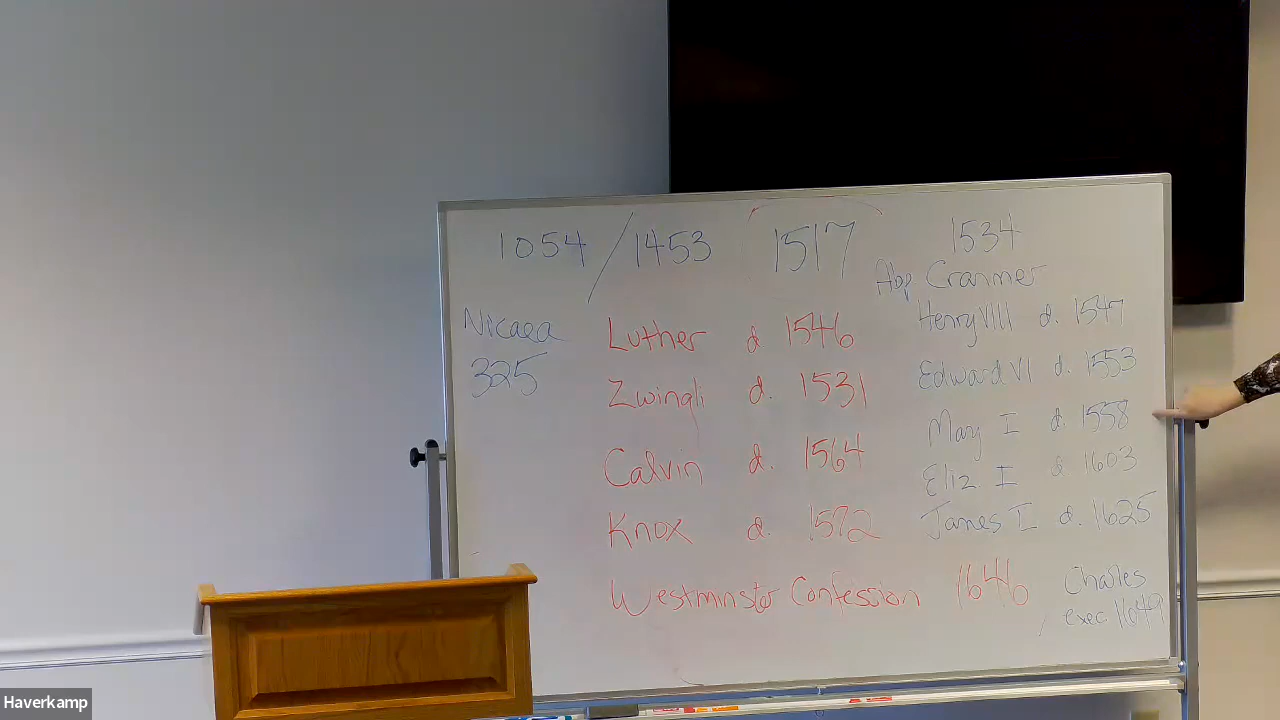 1054 / 1453 1517 1534
Abp Cranmer
Nicaea
325
Luther d 1546
Zwingli d. 1531
Calvin d. 1564
Knox d. 1572
Westminster Confession 1646
Henry VIII d. 1547
Edward VI d. 1553
Mary I d. 1558
Eliz I d 1603
James I d. 1625
Charles
exec 1649
Haverkamp